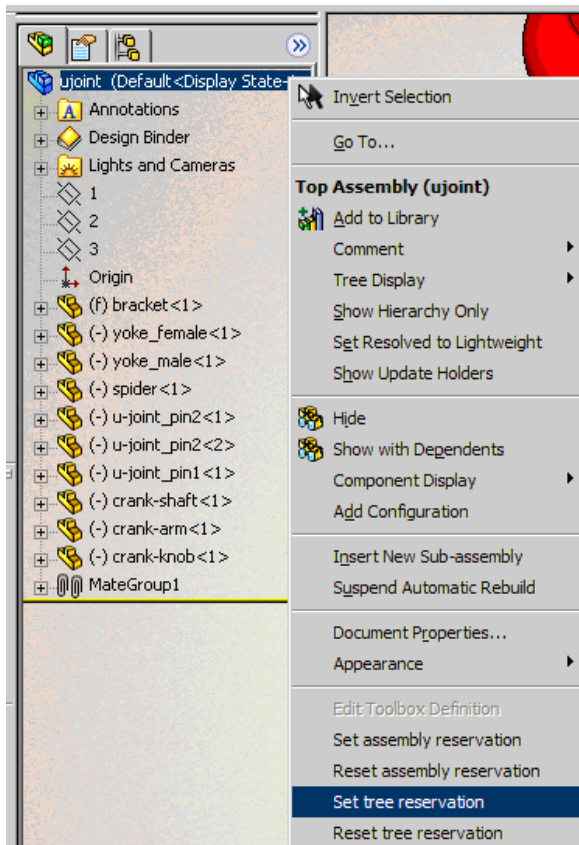 ujoint (Default<Display State-
Annotations
Design Binder
Lights and Cameras
1
2
3
Origin
(f) bracket<1>
(-) yoke_female<1>
(-) yoke_male<1>
(-) spider<1>
(-) u-joint_pin2<1>
(-) u-joint_pin2<2>
(-) u-joint_pin1<1>
(-) crank-shaft<1>
(-) crank-arm<1>
(-) crank-knob<1>
MateGroup1
Invert Selection
Go To...
Top Assembly (ujoint)
Add to Library
Comment
Tree Display
Show Hierarchy Only
Set Resolved to Lightweight
Show Update Holders
Hide
Show with Dependents
Component Display
Add Configuration
Insert New Sub-assembly
Suspend Automatic Rebuild
Document Properties...
Appearance
Edit Toolbox Definition
Set assembly reservation
Reset assembly reservation
Set tree reservation
Reset tree reservation